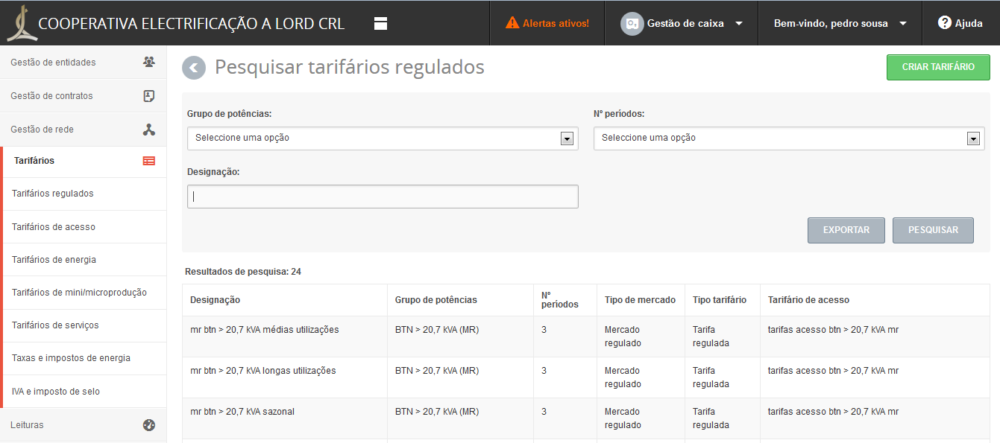 COOPERATIVA ELECTRIFICAÇÃO A LORD CRL
Alertas ativos!
Gestão de caixa
Bem-vindo, pedro sousa
Ajuda
Gestão de entidades
Gestão de contratos
Gestão de rede
Tarifários
Tarifários regulados
Tarifários de acesso
Tarifários de energia
Tarifários de mini/microprodução
Tarifários de serviços
Taxas e impostos de energia
IVA e imposto de selo
Leituras
Pesquisar tarifários regulados
CRIAR TARIFÁRIO
Grupo de potências:
Seleccione uma opção
Nº períodos:
Seleccione uma opção
Designação:
EXPORTAR
PESQUISAR
Resultados de pesquisa: 24
Designação
Grupo de potências
Nº
períodos
Tipo de mercado
Tipo tarifário
Tarifário de acesso
mr btn > 20,7 kVA médias utilizações
BTN > 20,7 kVA (MR)
3
Mercado
regulado
Tarifa
regulada
tarifas acesso btn > 20,7 kVA mr
mr btn > 20,7 kVA longas utilizações
BTN > 20,7 kVA (MR)
3
Mercado
regulado
Tarifa
regulada
tarifas acesso btn > 20,7 kVA mr
mr btn > 20,7 kVA sazonal
BTN > 20,7 kVA (MR)
3
Mercado
regulado
Tarifa
regulada
tarifas acesso btn > 20,7 kVA mr